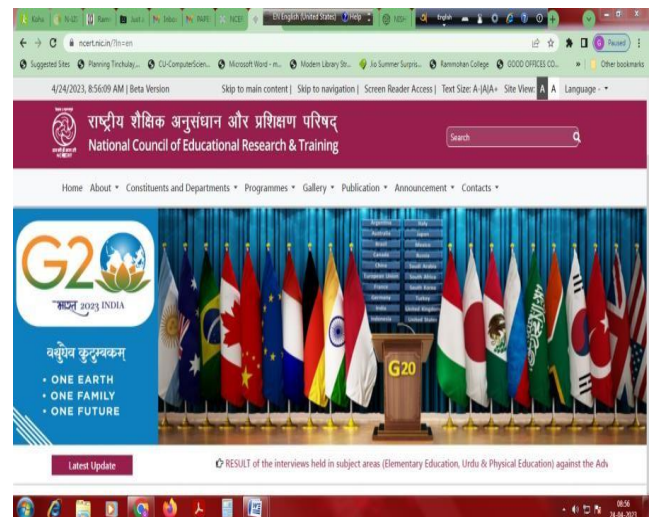 EN English (United States) Help
ncert.nic.in/?ln=en
Paused
Suggested Sites Planning Tinchulay... CU-ComputerScien... Microsoft Word - m... Modern Library Str... Jio Summer Surpris... Rammohan College GOOD OFFICES CO... » Other bookmarks
4/24/2023, 8:56:09 AM | Beta Version Skip to main content | Skip to navigation | Screen Reader Access | Text Size: A-|A|A+ Site View: A A Language -
राष्ट्रीय शैक्षिक अनुसंधान और प्रशिक्षण परिषद्
National Council of Educational Research & Training
Search
Home About Constituents and Departments Programmes Gallery Publication Announcement Contacts
G20
भारत 2023 INDIA
वसुधैव कुटुम्बकम्
• ONE EARTH
• ONE FAMILY
• ONE FUTURE
Argentina Italy
Australia Japan
Brazil Mexico
Canada Russia
China Saudi Arabia
European Union South Africa
France South Korea
Germany Turkey
India United Kingdom
Indonesia United States
G20
Latest Update
RESULT of the interviews held in subject areas (Elementary Education, Urdu & Physical Education) against the Adv
08:56
24-04-2023